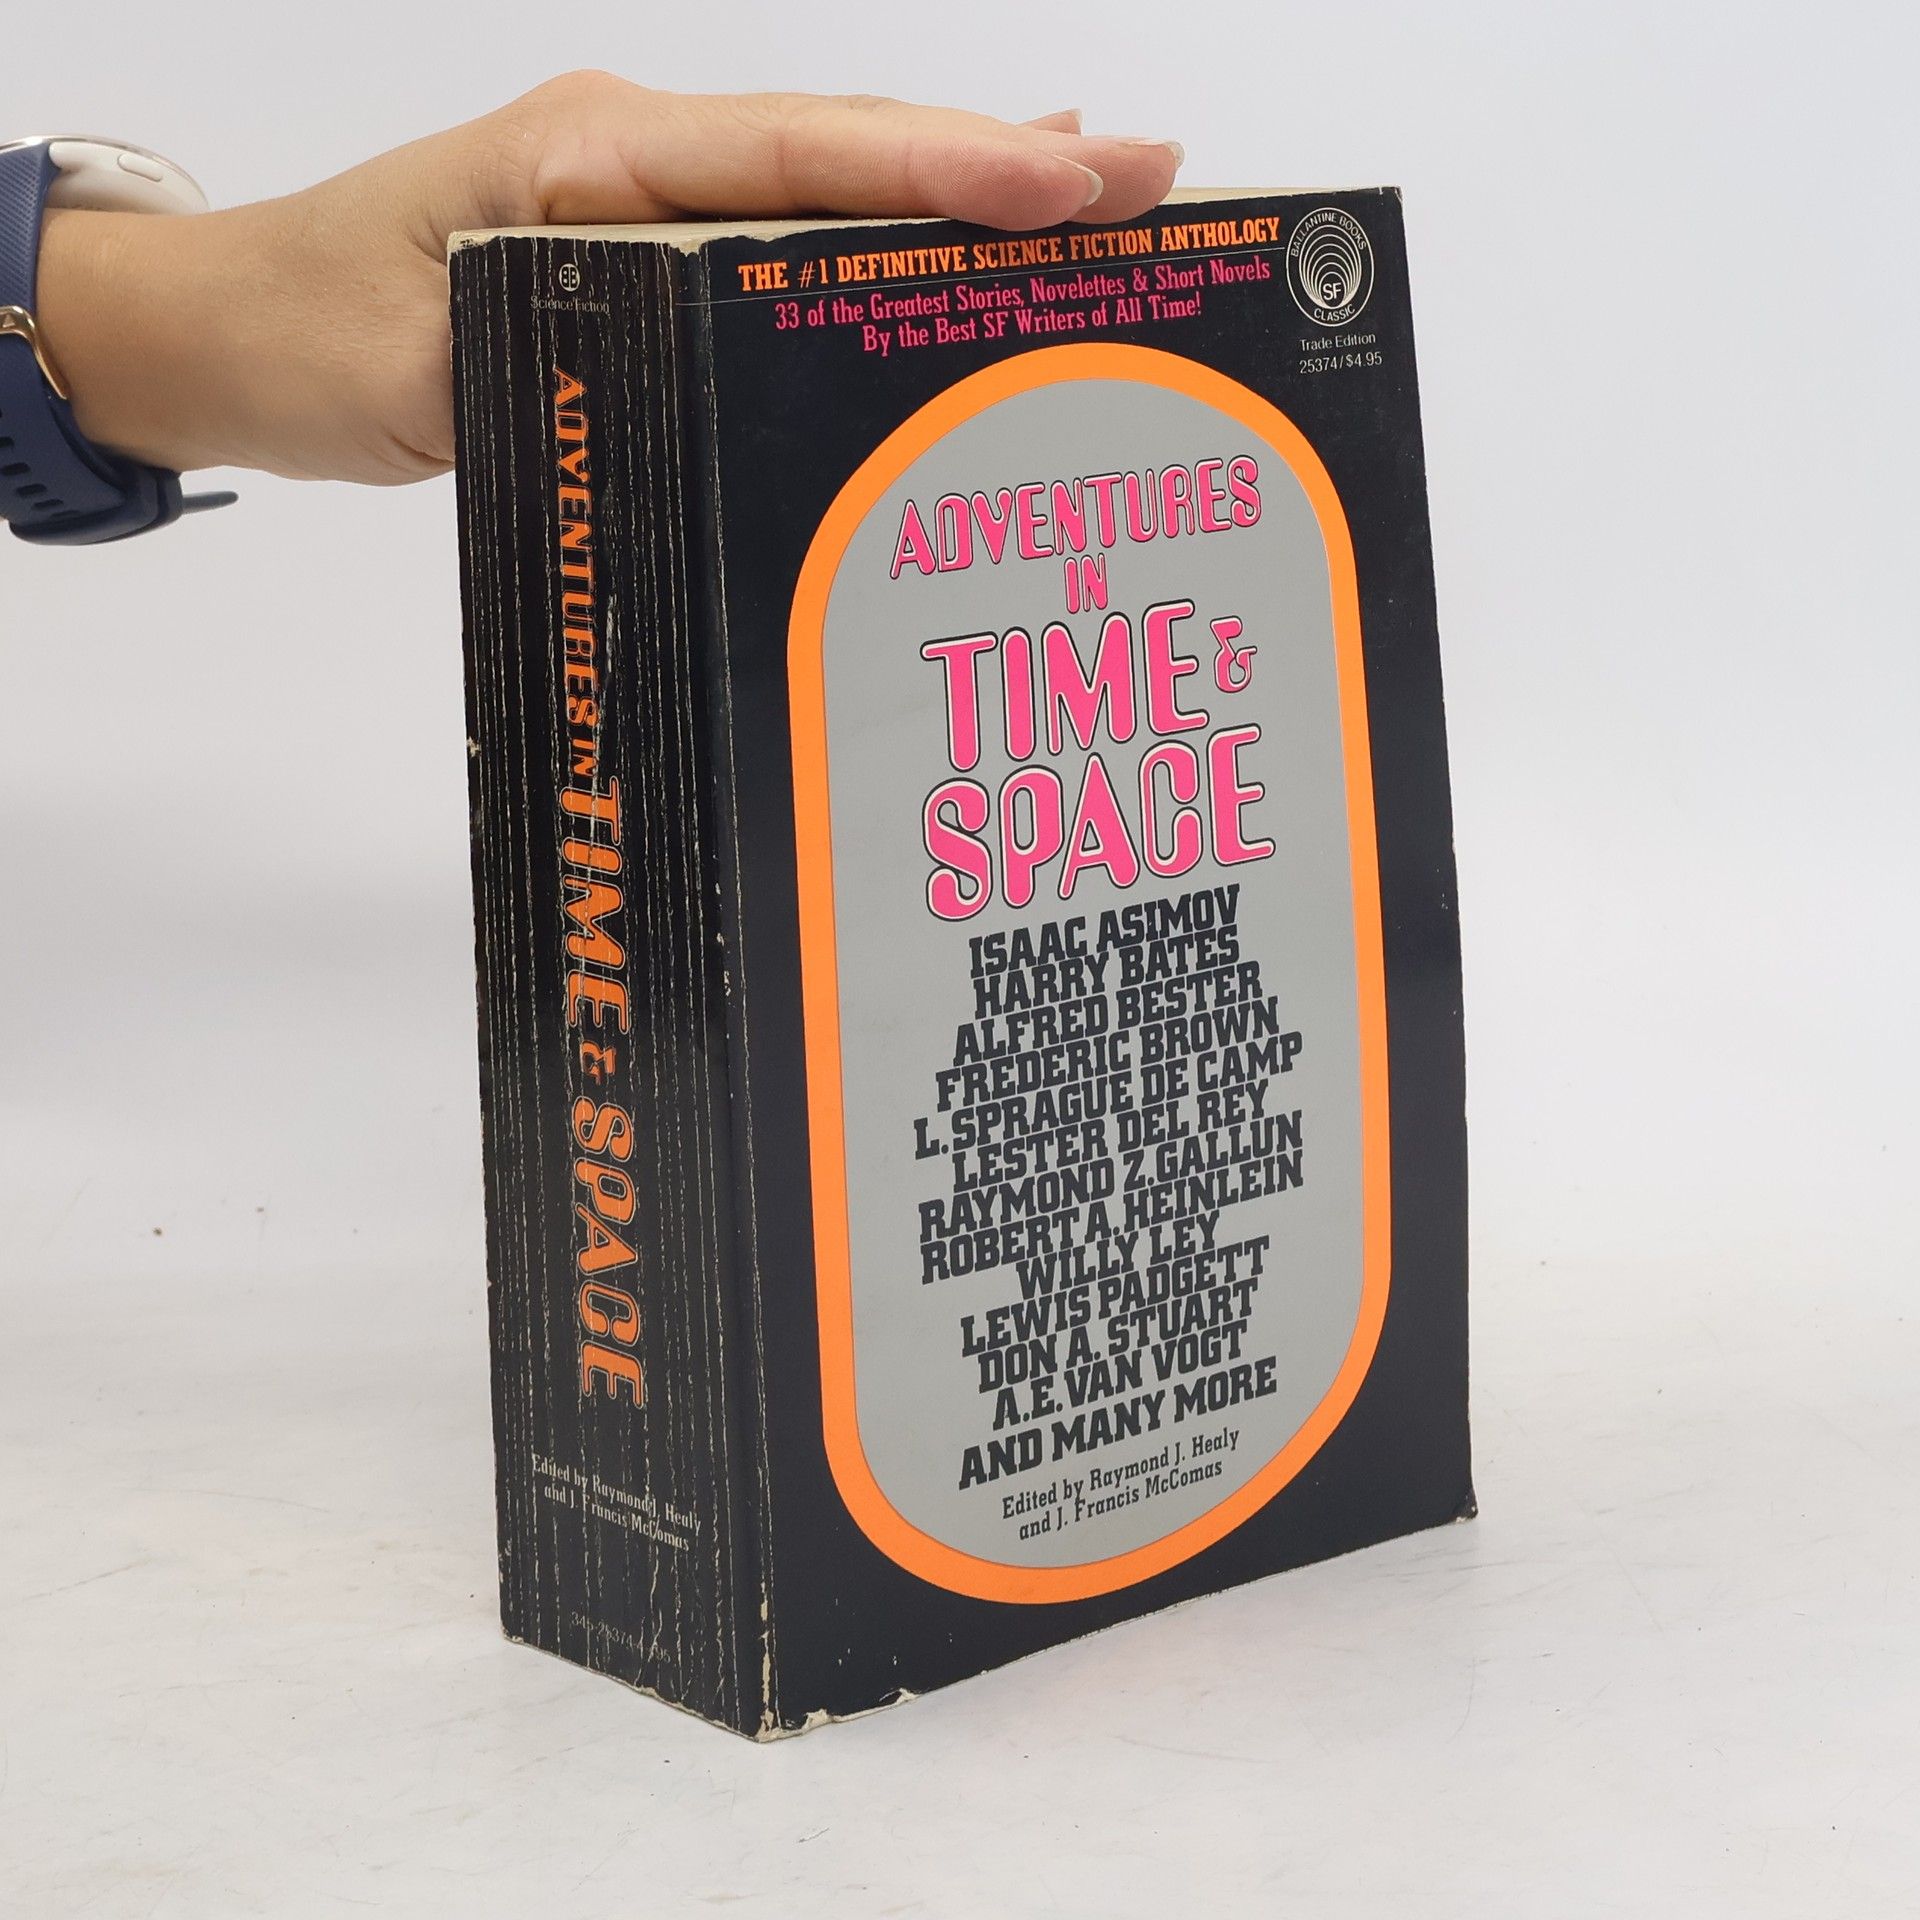 THE #1 DEFINITIVE SCIENCE FICTION ANTHOLOGY
33 of the Greatest Stories, Novelettes & Short Novels
By the Best SF Writers of All Time!
BALLANTINE BOOKS
SF
CLASSIC
Trade Edition
25374/$4.95
ADVENTURES
IN
TIME &
SPACE
ISAAC ASIMOV
HARRY BATES
ALFRED BESTER
FREDERIC BROWN
L. SPRAGUE DE CAMP
LESTER DEL REY
RAYMOND Z. GALLUN
ROBERT A. HEINLEIN
WILLY LEY
LEWIS PADGETT
DON A. STUART
A.E. VAN VOGT
AND MANY MORE
Edited by Raymond J. Healy
and J. Francis McComas
BB
Science Fiction
ADVENTURES IN TIME & SPACE
Edited by Raymond J. Healy
and J. Francis McComas